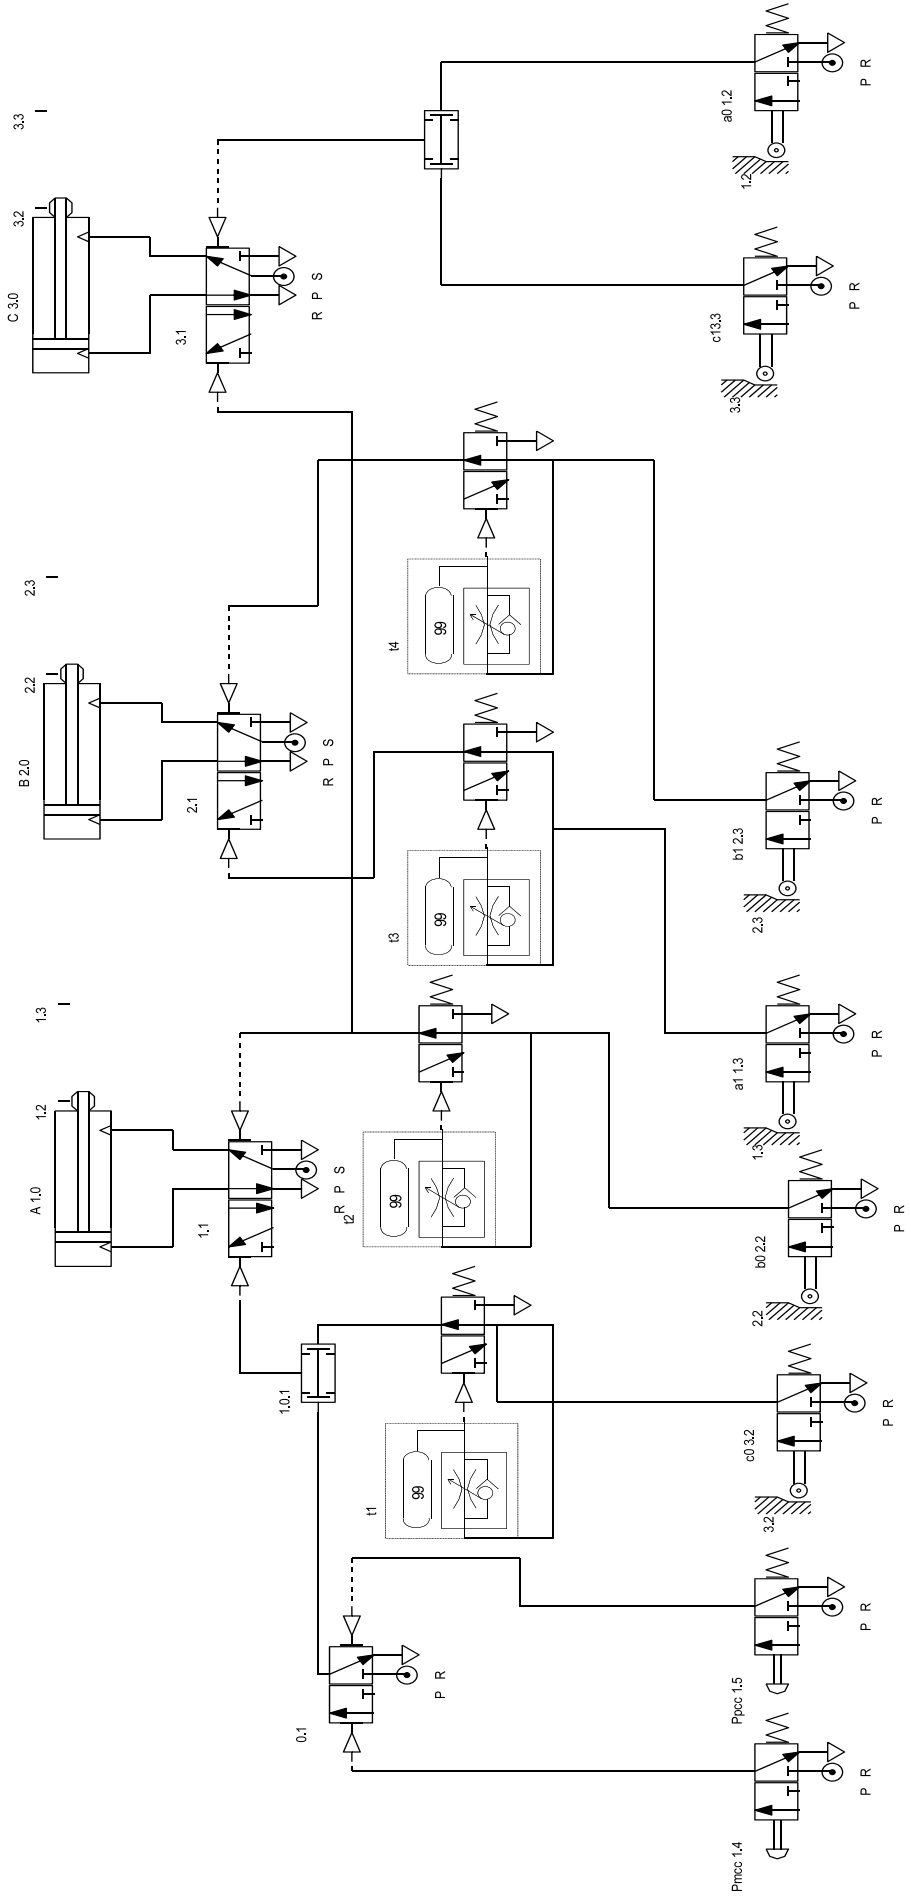 A 1.0
1.2
1.3
B 2.0
2.2
2.3
C 3.0
3.2
3.3
1.1
2.1
3.1
R P S
R P S
R P S
0.1
1.0.1
t1
t2
t3
t4
99
99
99
99
P R
Pmcc 1.4
Ppcc 1.5
c0 3.2
b0 2.2
a1 1.3
b1 2.3
c13.3
a0 1.2
3.2
2.2
1.3
2.3
3.3
1.2
P R
P R
P R
P R
P R
P R
P R
P R